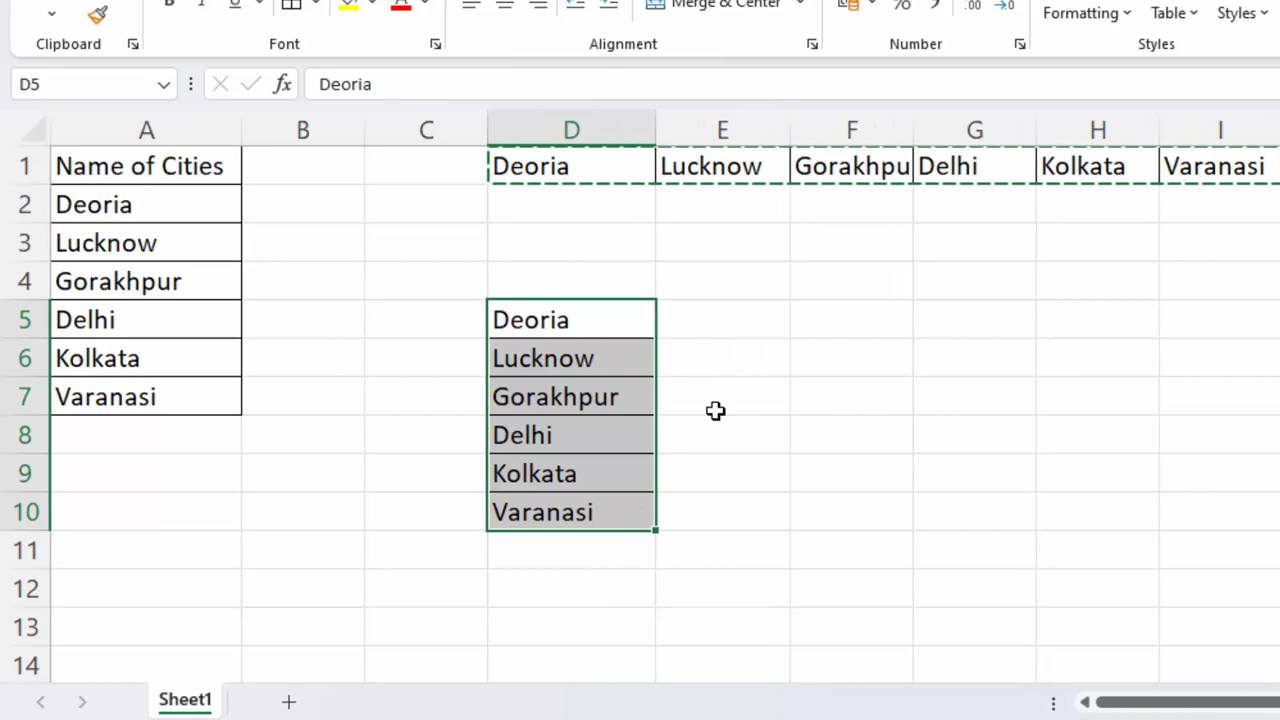 Merge & Center
Formatting Table Styles
Clipboard Font Alignment Number Styles
D5 fx Deoria
A B C D E F G H I
1 Name of Cities Deoria Lucknow Gorakhpu Delhi Kolkata Varanasi
2 Deoria
3 Lucknow
4 Gorakhpur
5 Delhi Deoria
6 Kolkata Lucknow
7 Varanasi Gorakhpur
8 Delhi
9 Kolkata
10 Varanasi
11
12
13
14
Sheet1